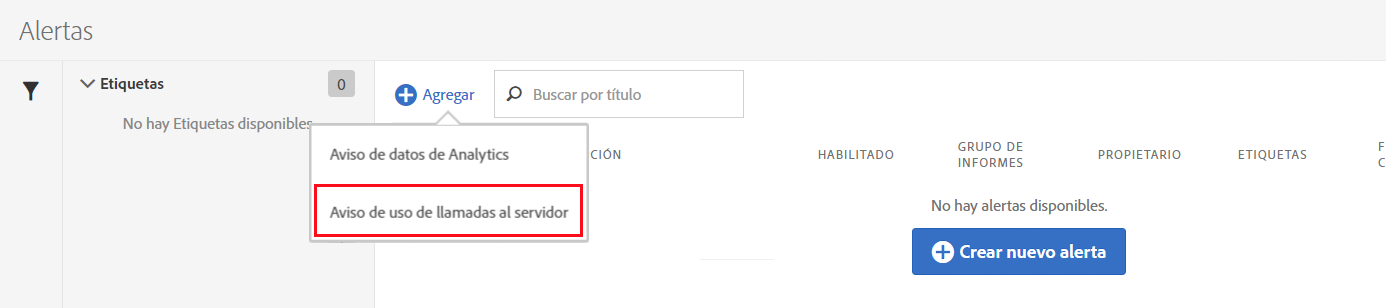 Alertas
Etiquetas 0
No hay Etiquetas disponibles
Agregar
Buscar por título
Aviso de datos de Analytics
Aviso de uso de llamadas al servidor
CIÓN HABILITADO GRUPO DE INFORMES PROPIETARIO ETIQUETAS F C
No hay alertas disponibles.
Crear nuevo alerta